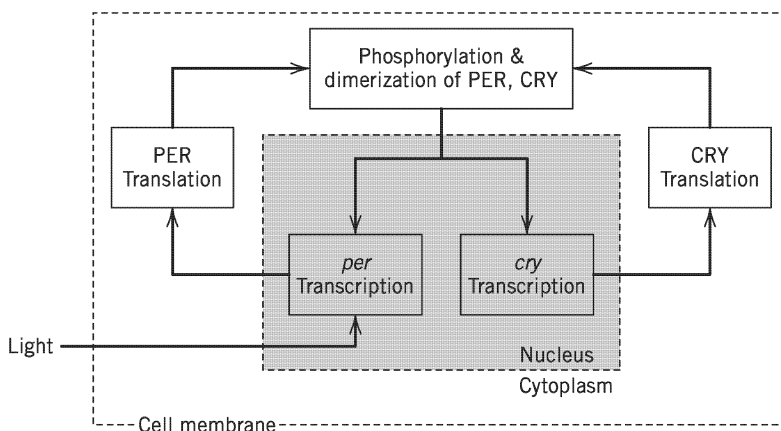 Phosphorylation &
dimerization of PER, CRY
PER
Translation
CRY
Translation
per
Transcription
cry
Transcription
Light
Nucleus
Cytoplasm
Cell membrane